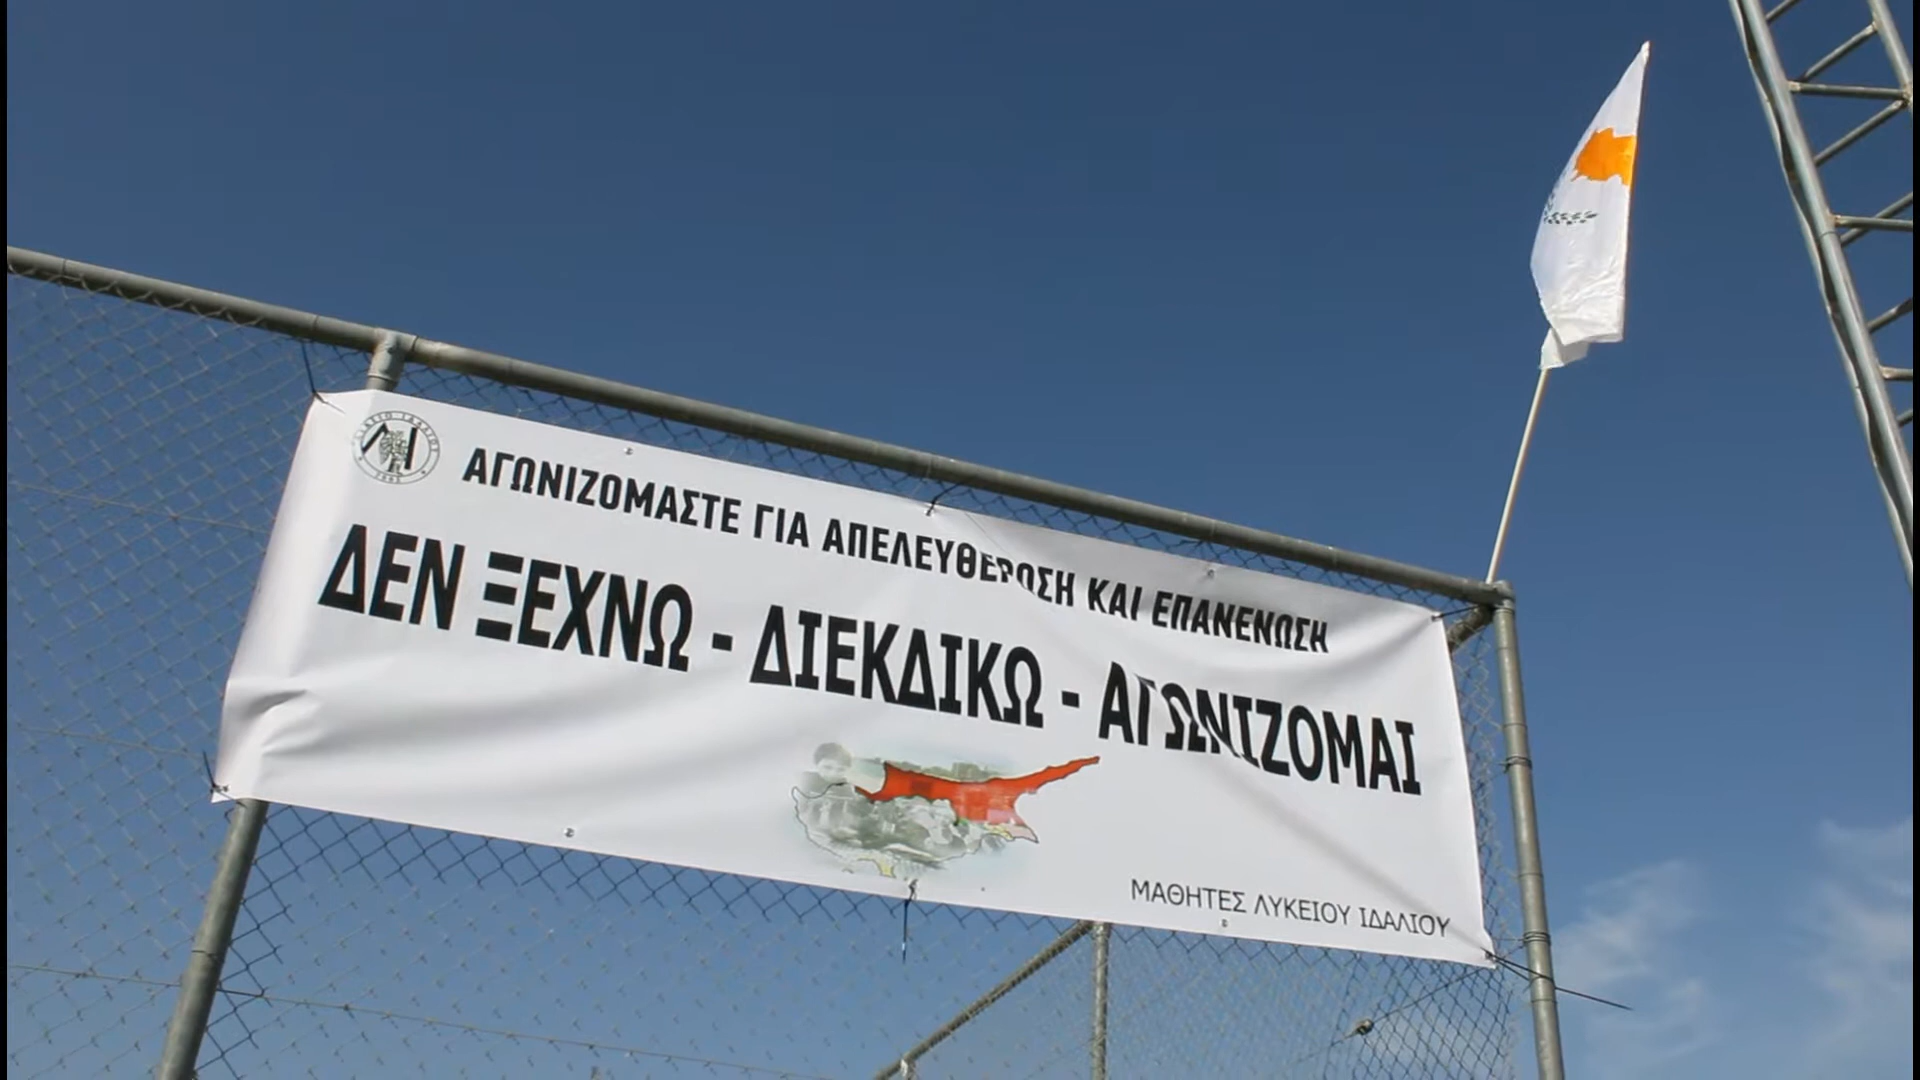 ΑΓΩΝΙΖΟΜΑΣΤΕ ΓΙΑ ΑΠΕΛΕΥΘΕΡΩΣΗ ΚΑΙ ΕΠΑΝΕΝΩΣΗ
ΔΕΝ ΞΕΧΝΩ - ΔΙΕΚΔΙΚΩ - ΑΓΩΝΙΖΟΜΑΙ
ΜΑΘΗΤΕΣ ΛΥΚΕΙΟΥ ΙΔΑΛΙΟΥ